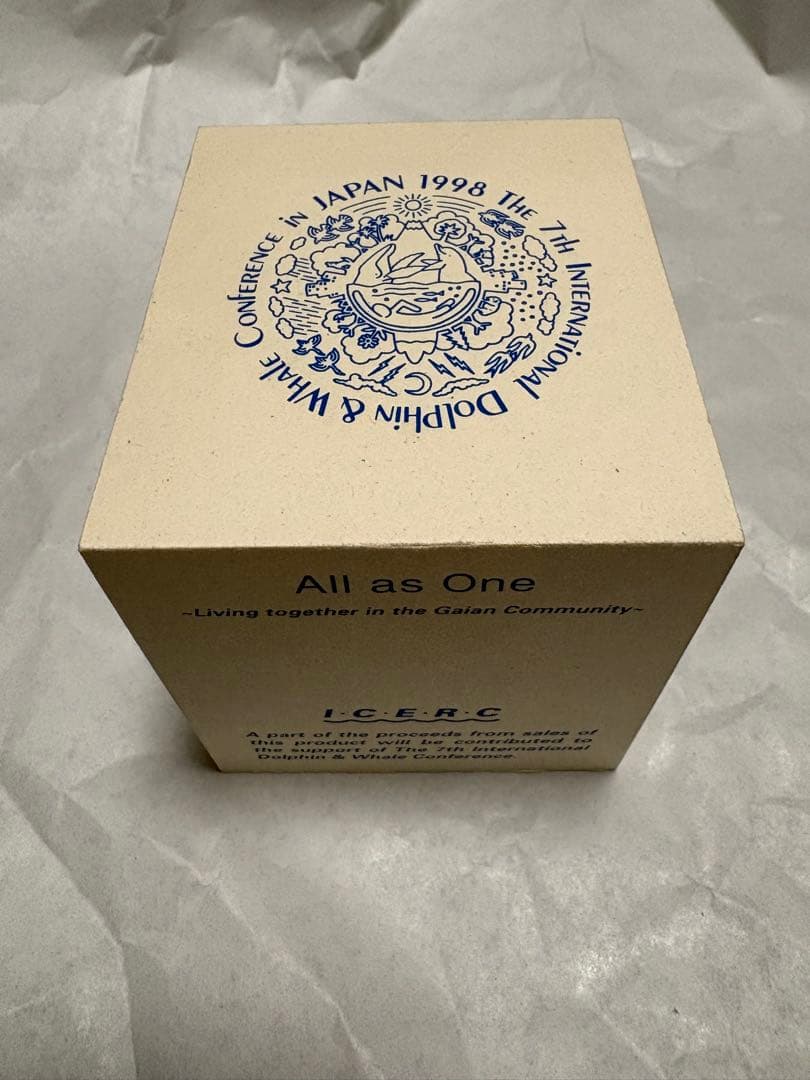 The 7th International Dolphin & Whale Conference in JAPAN 1998
All as One
~Living together in the Gaian Community~
I·C·E·R·C
A part of the proceeds from sales of
this product will be contributed to
the support of The 7th International
Dolphin & Whale Conference.